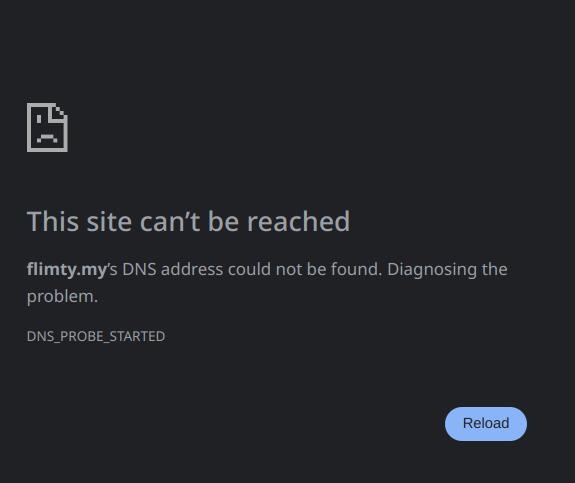 This site can’t be reached
flimty.my’s DNS address could not be found. Diagnosing the
problem.
DNS_PROBE_STARTED
Reload